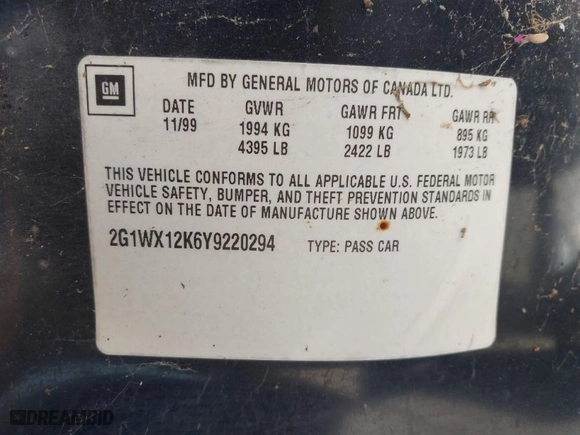 GM
MFD BY GENERAL MOTORS OF CANADA LTD.
DATE GVWR GAWR FRT GAWR RR
11/99 1994 KG 1099 KG 895 KG
4395 LB 2422 LB 1973 LB
THIS VEHICLE CONFORMS TO ALL APPLICABLE U.S. FEDERAL MOTOR
VEHICLE SAFETY, BUMPER, AND THEFT PREVENTION STANDARDS IN
EFFECT ON THE DATE OF MANUFACTURE SHOWN ABOVE.
2G1WX12K6Y9220294 TYPE: PASS CAR
DREAMBID